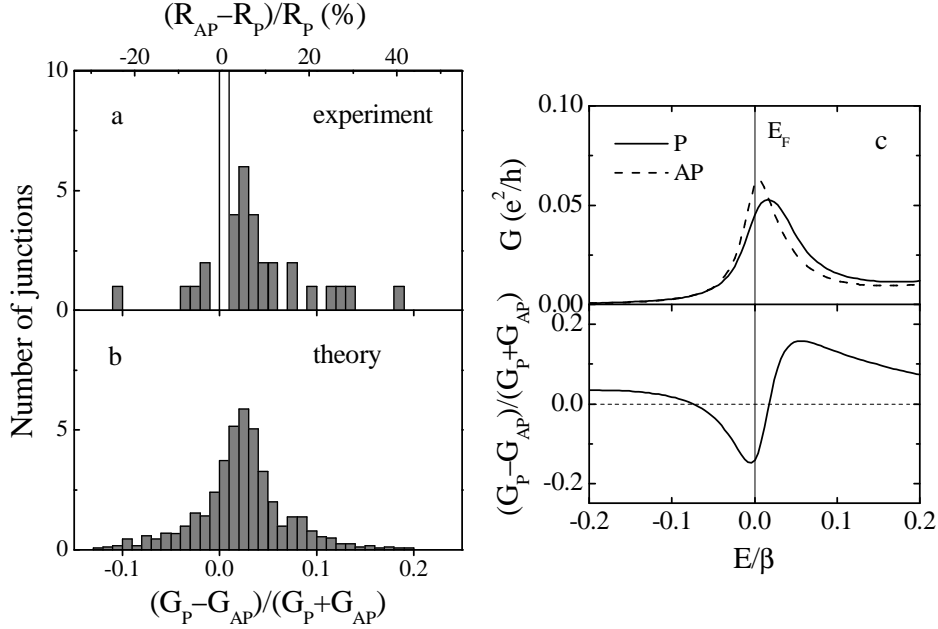 (R_AP–R_P)/R_P (%)
-20 0 20 40
10
5
0
a
experiment
Number of junctions
5
0
b
theory
-0.1 0.0 0.1 0.2
(G_P–G_AP)/(G_P+G_AP)
0.10
0.05
0.00
G (e²/h)
P
AP
E_F
c
0.2
0.0
-0.2
(G_P–G_AP)/(G_P+G_AP)
-0.2 -0.1 0.0 0.1 0.2
E/β